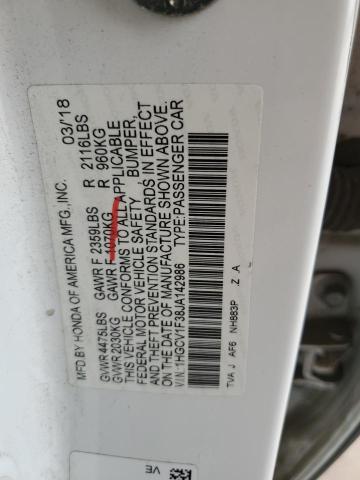 MFD.BY HONDA OF AMERICA MFG., INC. 03/'18
GVWR 4475LBS GAWR F 2359LBS R 2116LBS
GVWR 2030KG GAWR F 1070KG R 960KG
THIS VEHICLE CONFORMS TO ALL APPLICABLE
FEDERAL MOTOR VEHICLE SAFETY BUMPER,
AND THEFT PREVENTION STANDARDS IN EFFECT
ON THE DATE OF MANUFACTURE SHOWN ABOVE.
V.I.N.: 1HGCV1F38JA142986 TYPE:PASSENGER CAR
TVA J AF6 NH883P .Z .A
VE